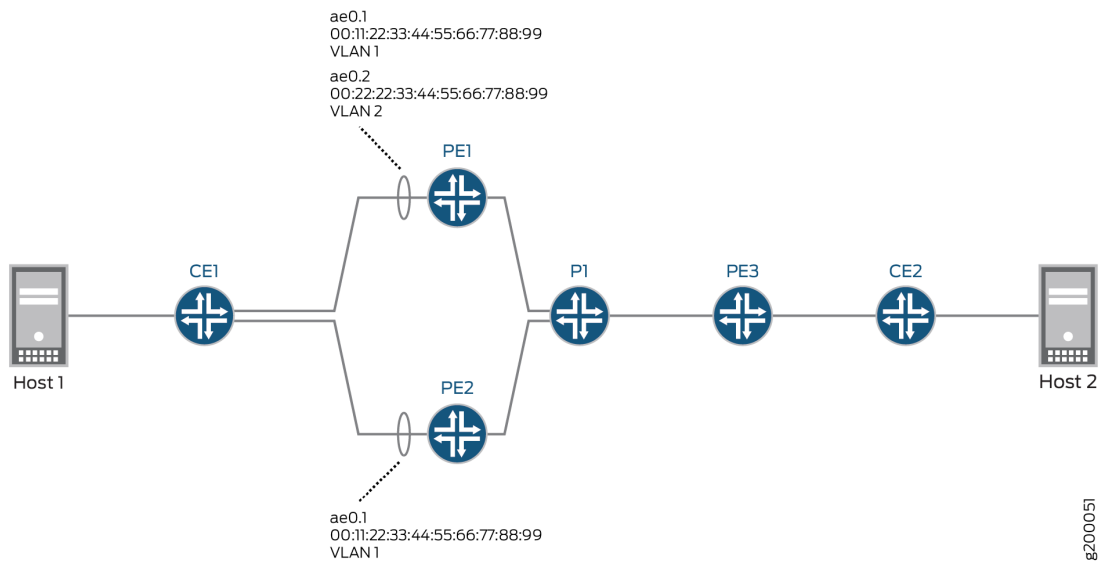 ae0.1
00:11:22:33:44:55:66:77:88:99
VLAN 1
ae0.2
00:22:22:33:44:55:66:77:88:99
VLAN 2
PE1
CE1
P1
PE3
CE2
Host 1
Host 2
PE2
ae0.1
00:11:22:33:44:55:66:77:88:99
VLAN 1
g200051